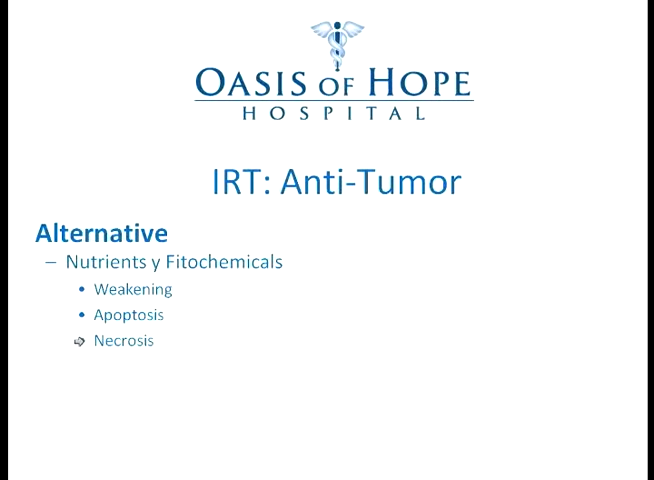 OASIS OF HOPE
HOSPITAL
IRT: Anti-Tumor
Alternative
– Nutrients y Fitochemicals
• Weakening
• Apoptosis
Necrosis